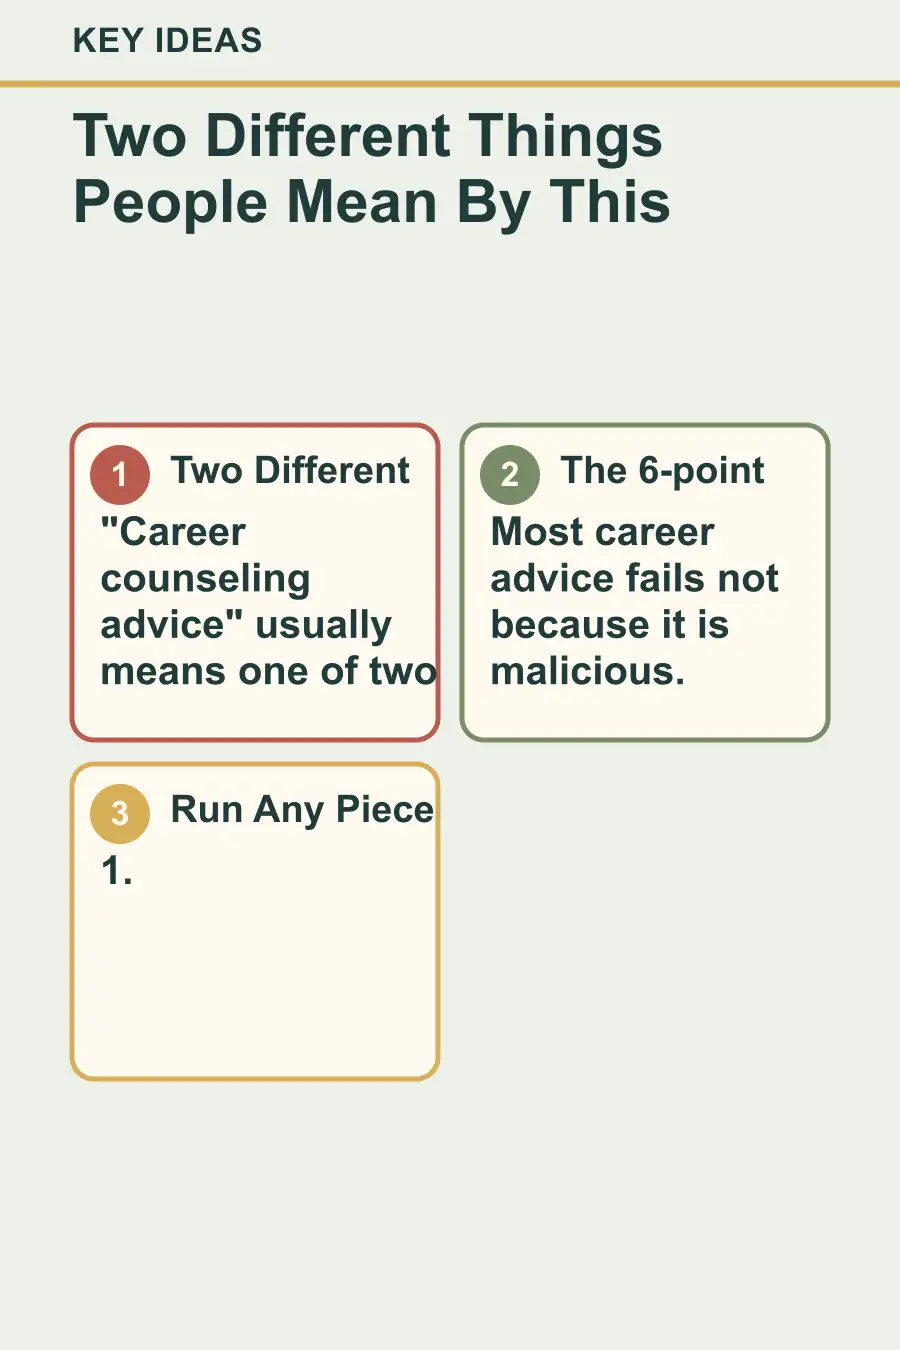 KEY IDEAS
Two Different Things
People Mean By This
1 Two Different
"Career
counseling
advice" usually
means one of two
2 The 6-point
Most career
advice fails not
because it is
malicious.
3 Run Any Piece
1.